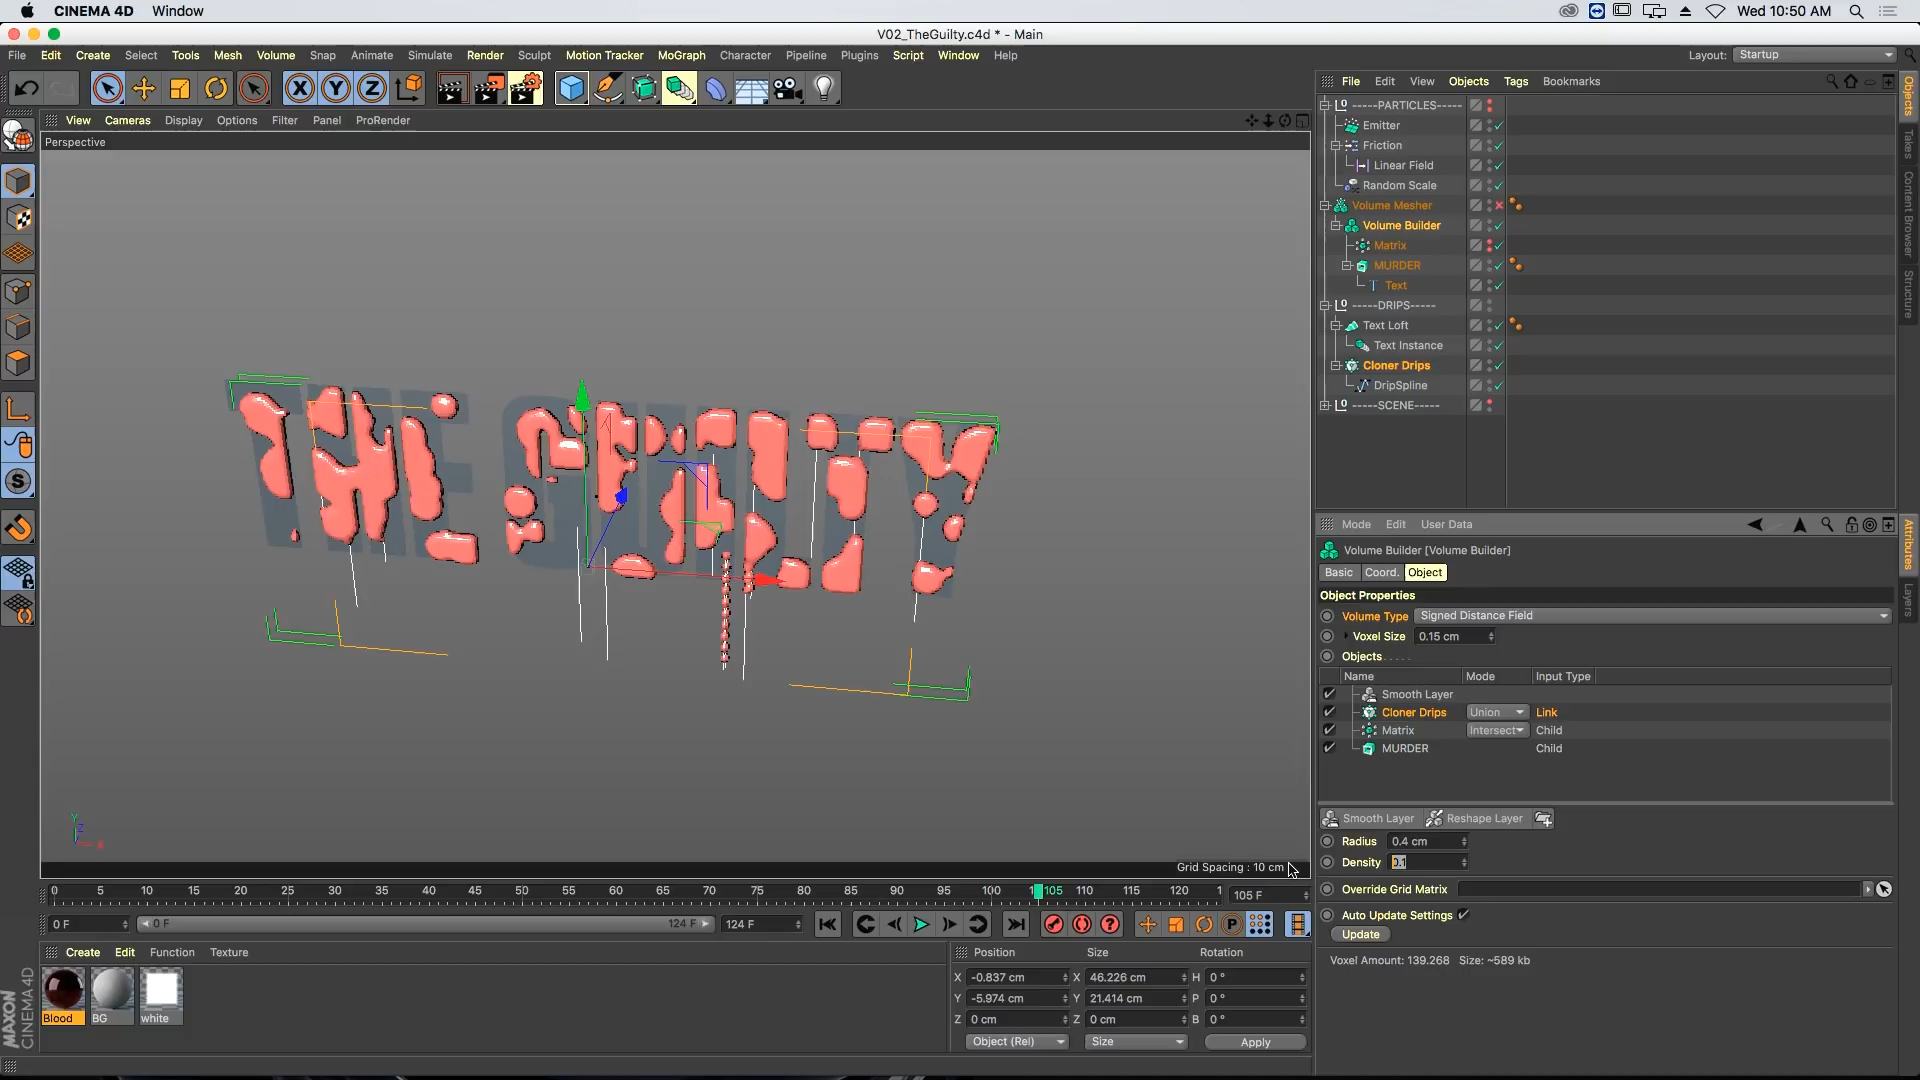 CINEMA 4D Window Wed 10:50 AM
V02_TheGuilty.c4d * - Main
File Edit Create Select Tools Mesh Volume Snap Animate Simulate Render Sculpt Motion Tracker MoGraph Character Pipeline Plugins Script Window Help Layout: Startup
X Y Z
File Edit View Objects Tags Bookmarks
View Cameras Display Options Filter Panel ProRender
Perspective
-----PARTICLES-----
Emitter
Friction
Linear Field
Random Scale
Volume Mesher
Volume Builder
Matrix
MURDER
Text
-----DRIPS-----
Text Loft
Text Instance
Cloner Drips
DripSpline
-----SCENE-----
Objects
Takes
Content Browser
Structure
THE GUILTY
Y
Z
X
Grid Spacing : 10 cm
Mode Edit User Data
Attributes
Layers
Volume Builder [Volume Builder]
Basic Coord. Object
Object Properties
Volume Type Signed Distance Field
Voxel Size 0.15 cm
Objects . . . . .
Name Mode Input Type
Smooth Layer
Cloner Drips Union Link
Matrix Intersect Child
MURDER Child
Smooth Layer Reshape Layer
Radius 0.4 cm
Density 0.1
Override Grid Matrix
Auto Update Settings
Update
Voxel Amount: 139.268 Size: ~589 kb
0 5 10 15 20 25 30 35 40 45 50 55 60 65 70 75 80 85 90 95 100 105 110 115 120 105 F
0 F 0 F 124 F 124 F
Create Edit Function Texture
Blood BG white
Position Size Rotation
X -0.837 cm X 46.226 cm H 0 °
Y -5.974 cm Y 21.414 cm P 0 °
Z 0 cm Z 0 cm B 0 °
Object (Rel) Size Apply
MAXON
CINEMA 4D